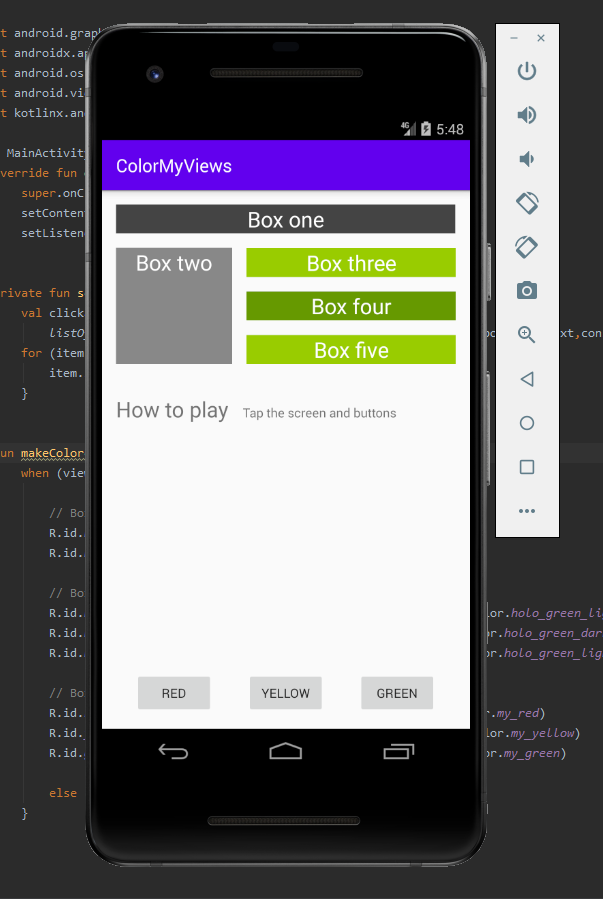 t android.grap
t androidx.ap
t android.os
t android.vi
t kotlinx.an
MainActivity
verride fun
super.onC
setConten
setListen
rivate fun s
val click
listO
xt,con
for (item
item.
}
un makeColor
when (vie
// Bo
R.id.
R.id.
// Bo
R.id.
or.holo_green_li
R.id.
or.holo_green_dar
R.id.
or.holo_green_lig
// Bo
R.id.
r.my_red)
R.id.
lor.my_yellow)
R.id.
or.my_green)
else
}
4G 5:48
ColorMyViews
Box one
Box two
Box three
Box four
Box five
How to play Tap the screen and buttons
RED YELLOW GREEN